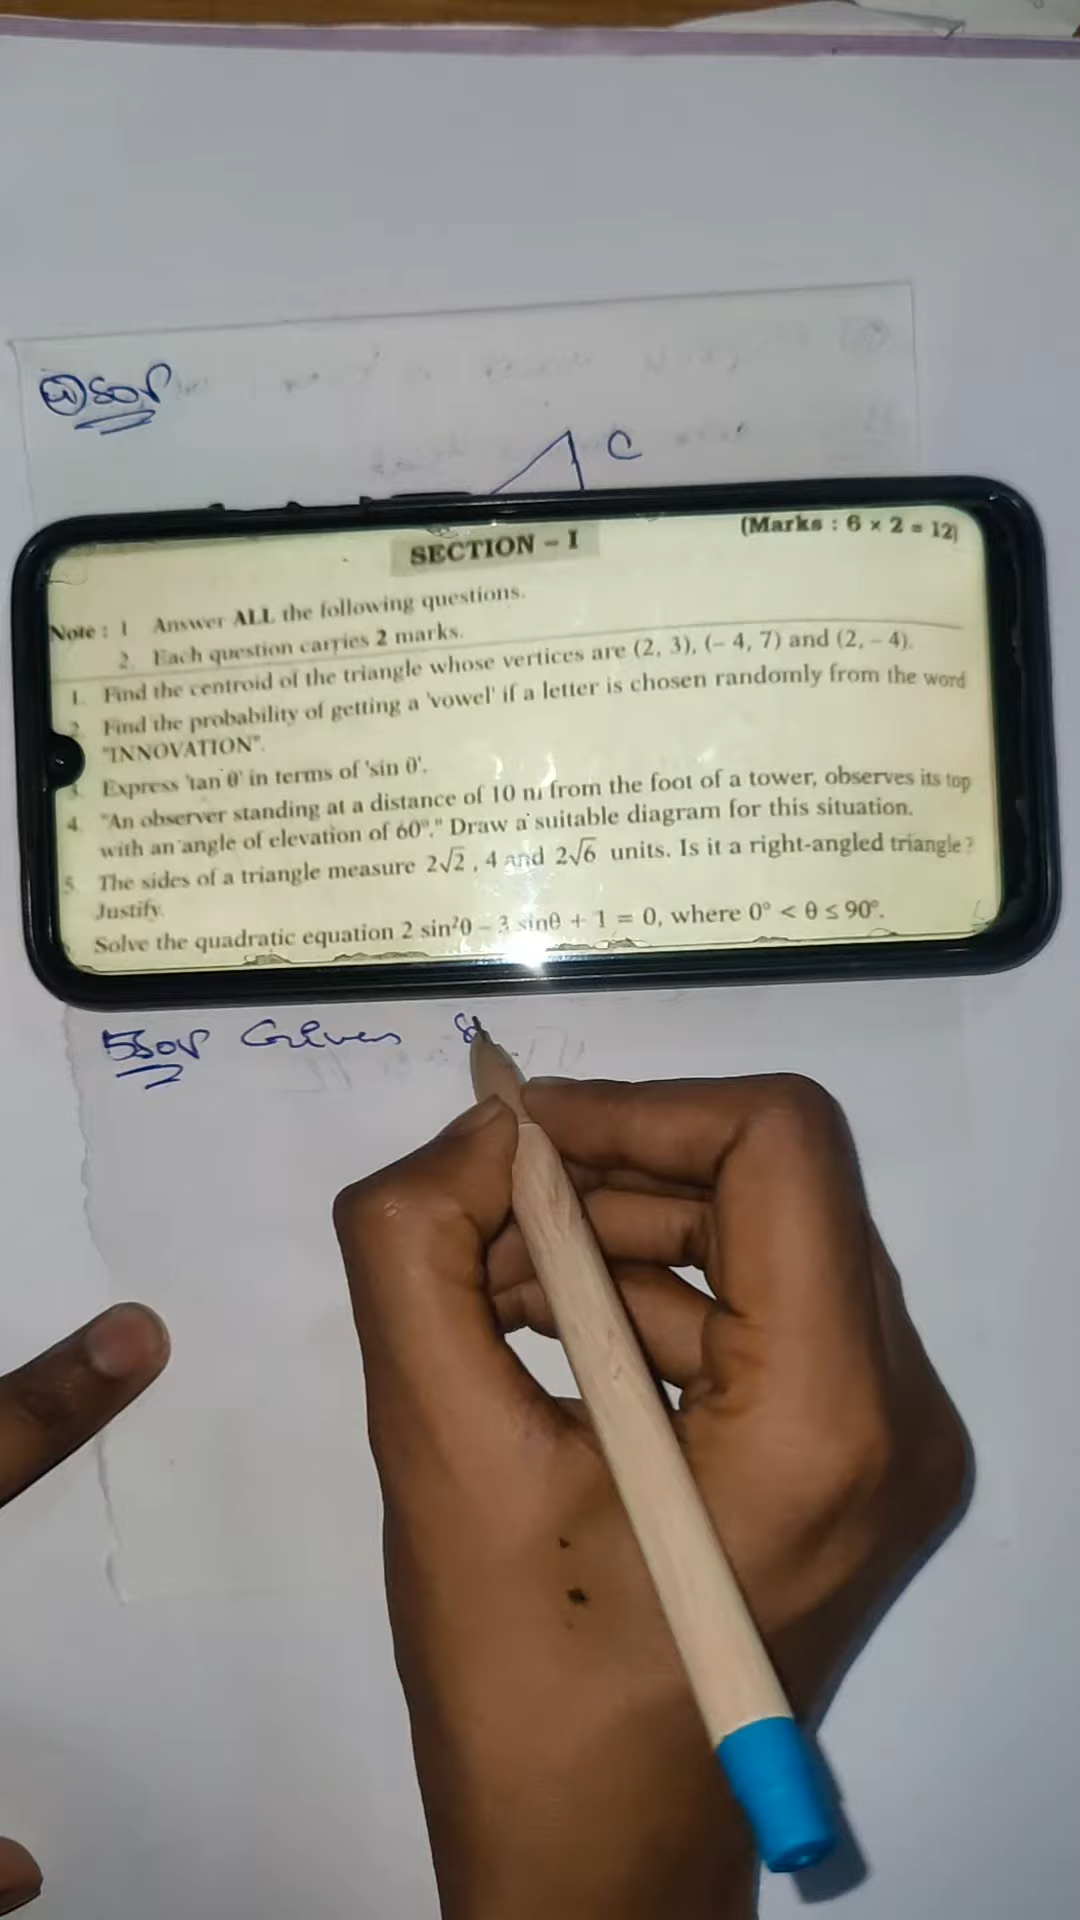 ④ Sol
C
SECTION – I
(Marks : 6 × 2 = 12)
Note : 1 Answer ALL the following questions.
2. Each question carries 2 marks.
1. Find the centroid of the triangle whose vertices are (2, 3), (– 4, 7) and (2, – 4).
2. Find the probability of getting a 'vowel' if a letter is chosen randomly from the word
"INNOVATION".
3. Express 'tan θ' in terms of 'sin θ'.
4. "An observer standing at a distance of 10 m from the foot of a tower, observes its top
with an angle of elevation of 60°." Draw a suitable diagram for this situation.
5. The sides of a triangle measure 2√2 , 4 and 2√6 units. Is it a right-angled triangle?
Justify.
Solve the quadratic equation 2 sin²θ – 3 sinθ + 1 = 0, where 0° < θ ≤ 90°.
5 Sol Given